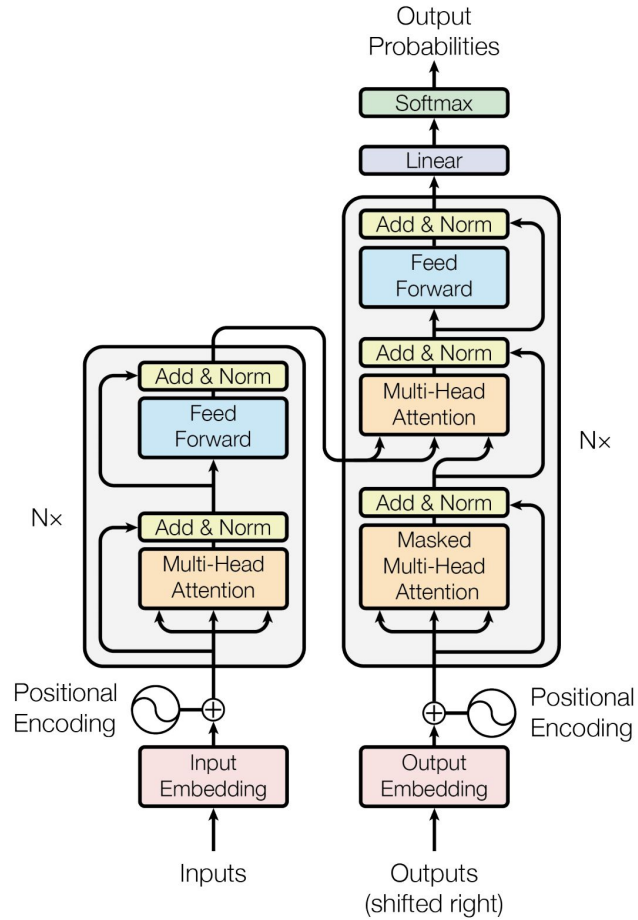 Output
Probabilities
Softmax
Linear
Add & Norm
Feed
Forward
Add & Norm
Multi-Head
Attention
Add & Norm
Masked
Multi-Head
Attention
N×
Add & Norm
Feed
Forward
Add & Norm
Multi-Head
Attention
N×
Positional
Encoding
Positional
Encoding
Input
Embedding
Output
Embedding
Inputs
Outputs
(shifted right)